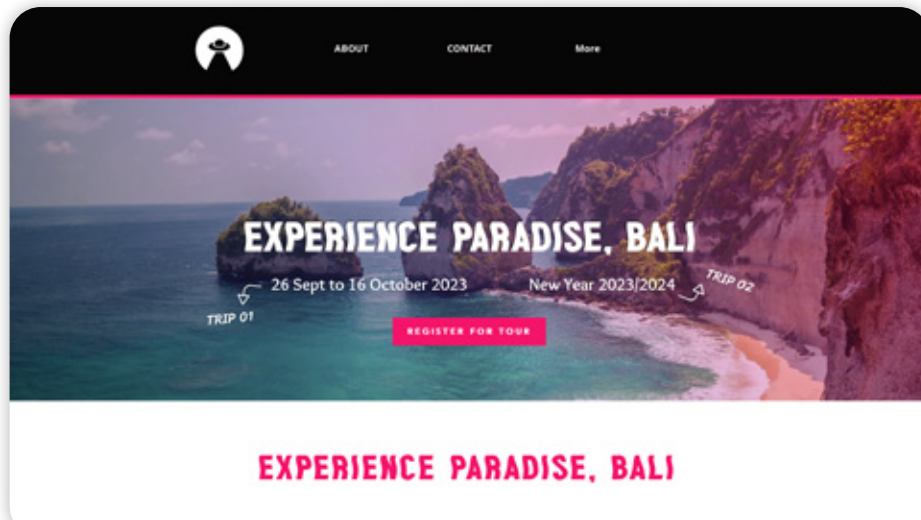 ABOUT CONTACT More
EXPERIENCE PARADISE, BALI
26 Sept to 16 October 2023 New Year 2023/2024
TRIP 01 TRIP 02
REGISTER FOR TOUR
EXPERIENCE PARADISE, BALI